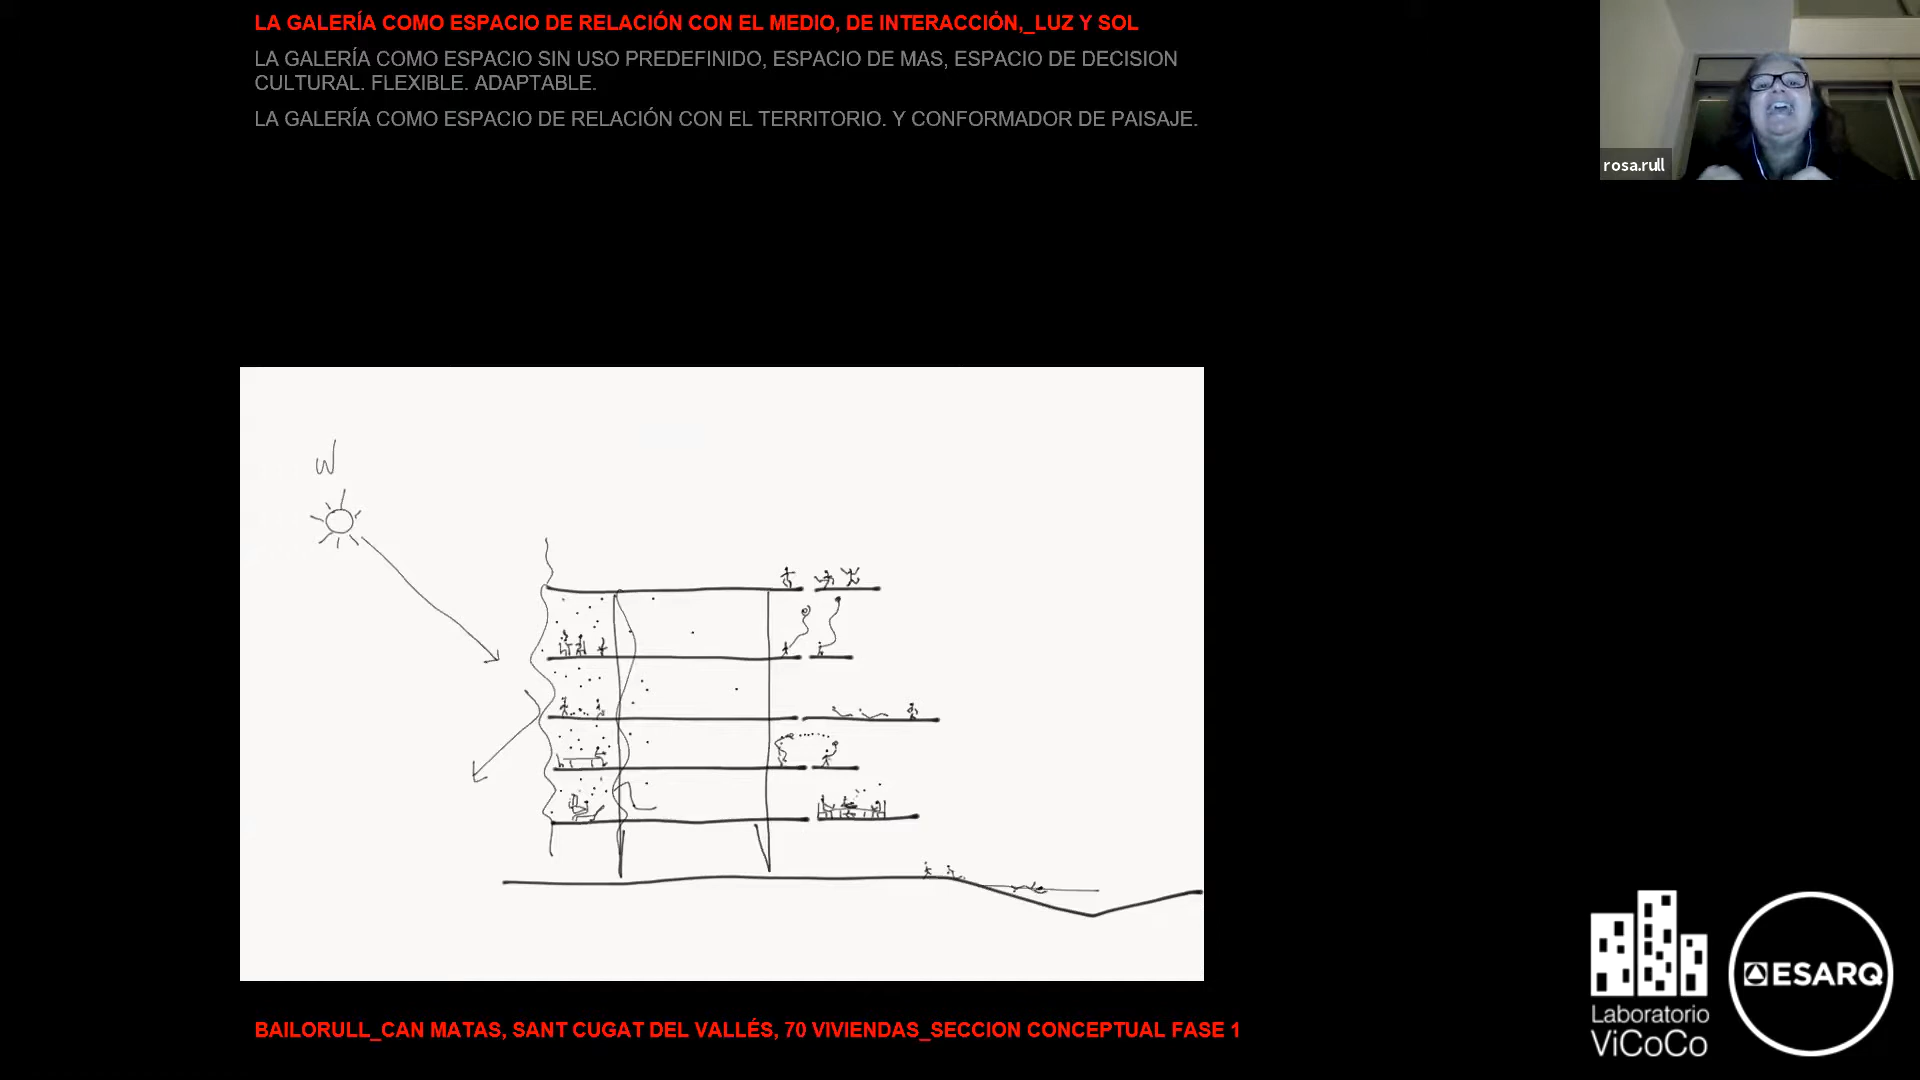 LA GALERÍA COMO ESPACIO DE RELACIÓN CON EL MEDIO, DE INTERACCIÓN,_LUZ Y SOL
LA GALERÍA COMO ESPACIO SIN USO PREDEFINIDO, ESPACIO DE MAS, ESPACIO DE DECISION
CULTURAL. FLEXIBLE. ADAPTABLE.
LA GALERÍA COMO ESPACIO DE RELACIÓN CON EL TERRITORIO. Y CONFORMADOR DE PAISAJE.
rosa.rull
W
BAILORULL_CAN MATAS, SANT CUGAT DEL VALLÉS, 70 VIVIENDAS_SECCION CONCEPTUAL FASE 1
Laboratorio
ViCoCo
ESARQ